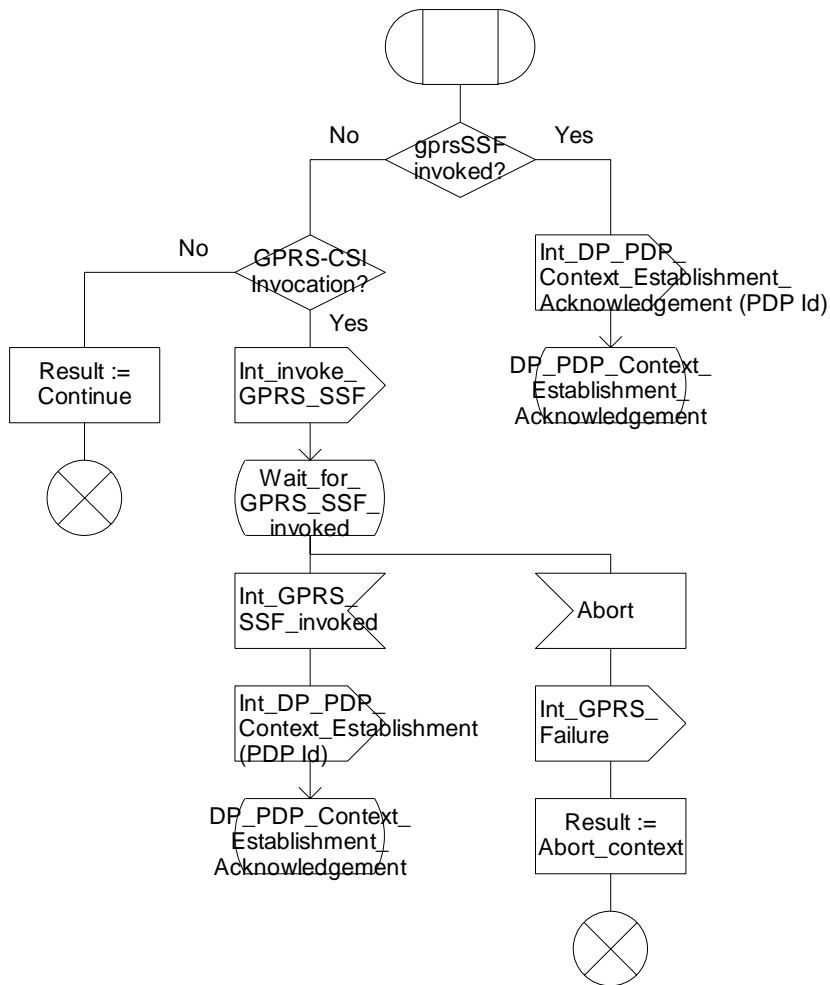 No
gprsSSF
invoked?
Yes
No
GPRS-CSI
Invocation?
Yes
Int_DP_PDP_
Context_Establishment_
Acknowledgement (PDP Id)
Result :=
Continue
Int_invoke_
GPRS_SSF
DP_PDP_Context_
Establishment_
Acknowledgement
Wait_for_
GPRS_SSF_
invoked
Int_GPRS_
SSF_invoked
Abort
Int_DP_PDP_
Context_Establishment
(PDP Id)
Int_GPRS_
Failure
DP_PDP_Context_
Establishment_
Acknowledgement
Result :=
Abort_context